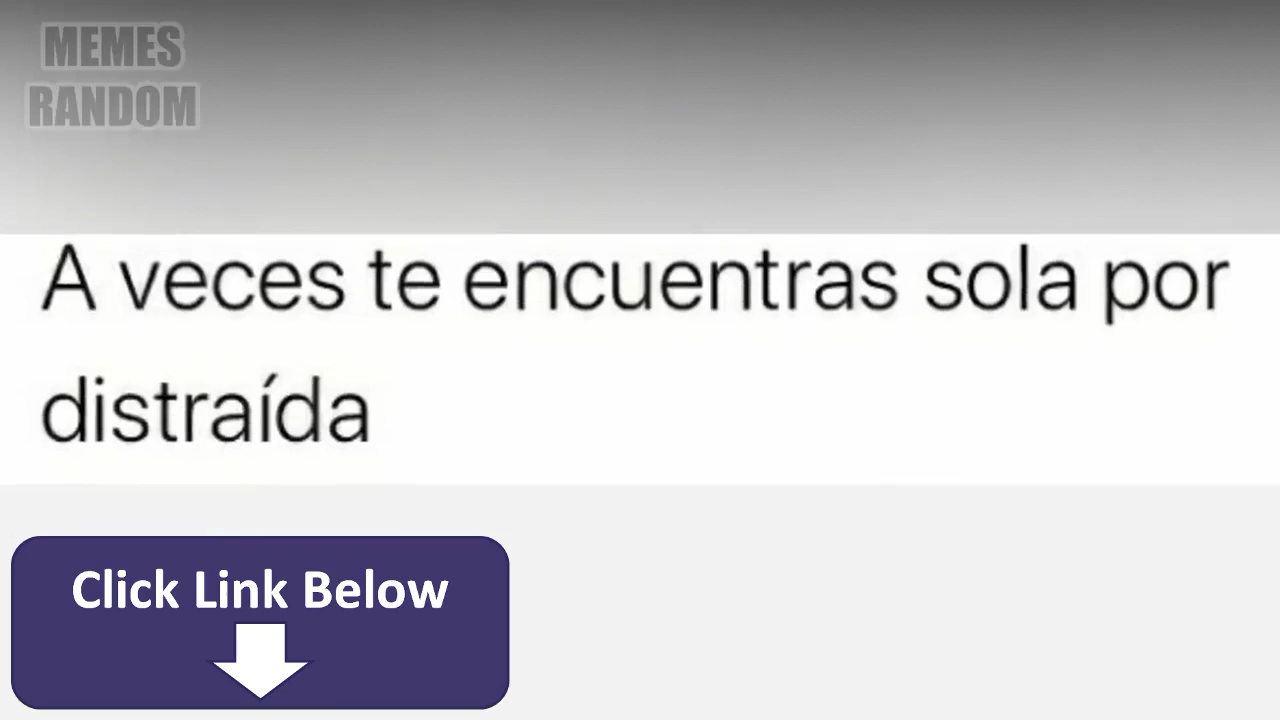 MEMES
RANDOM
A veces te encuentras sola por
distraída
Click Link Below